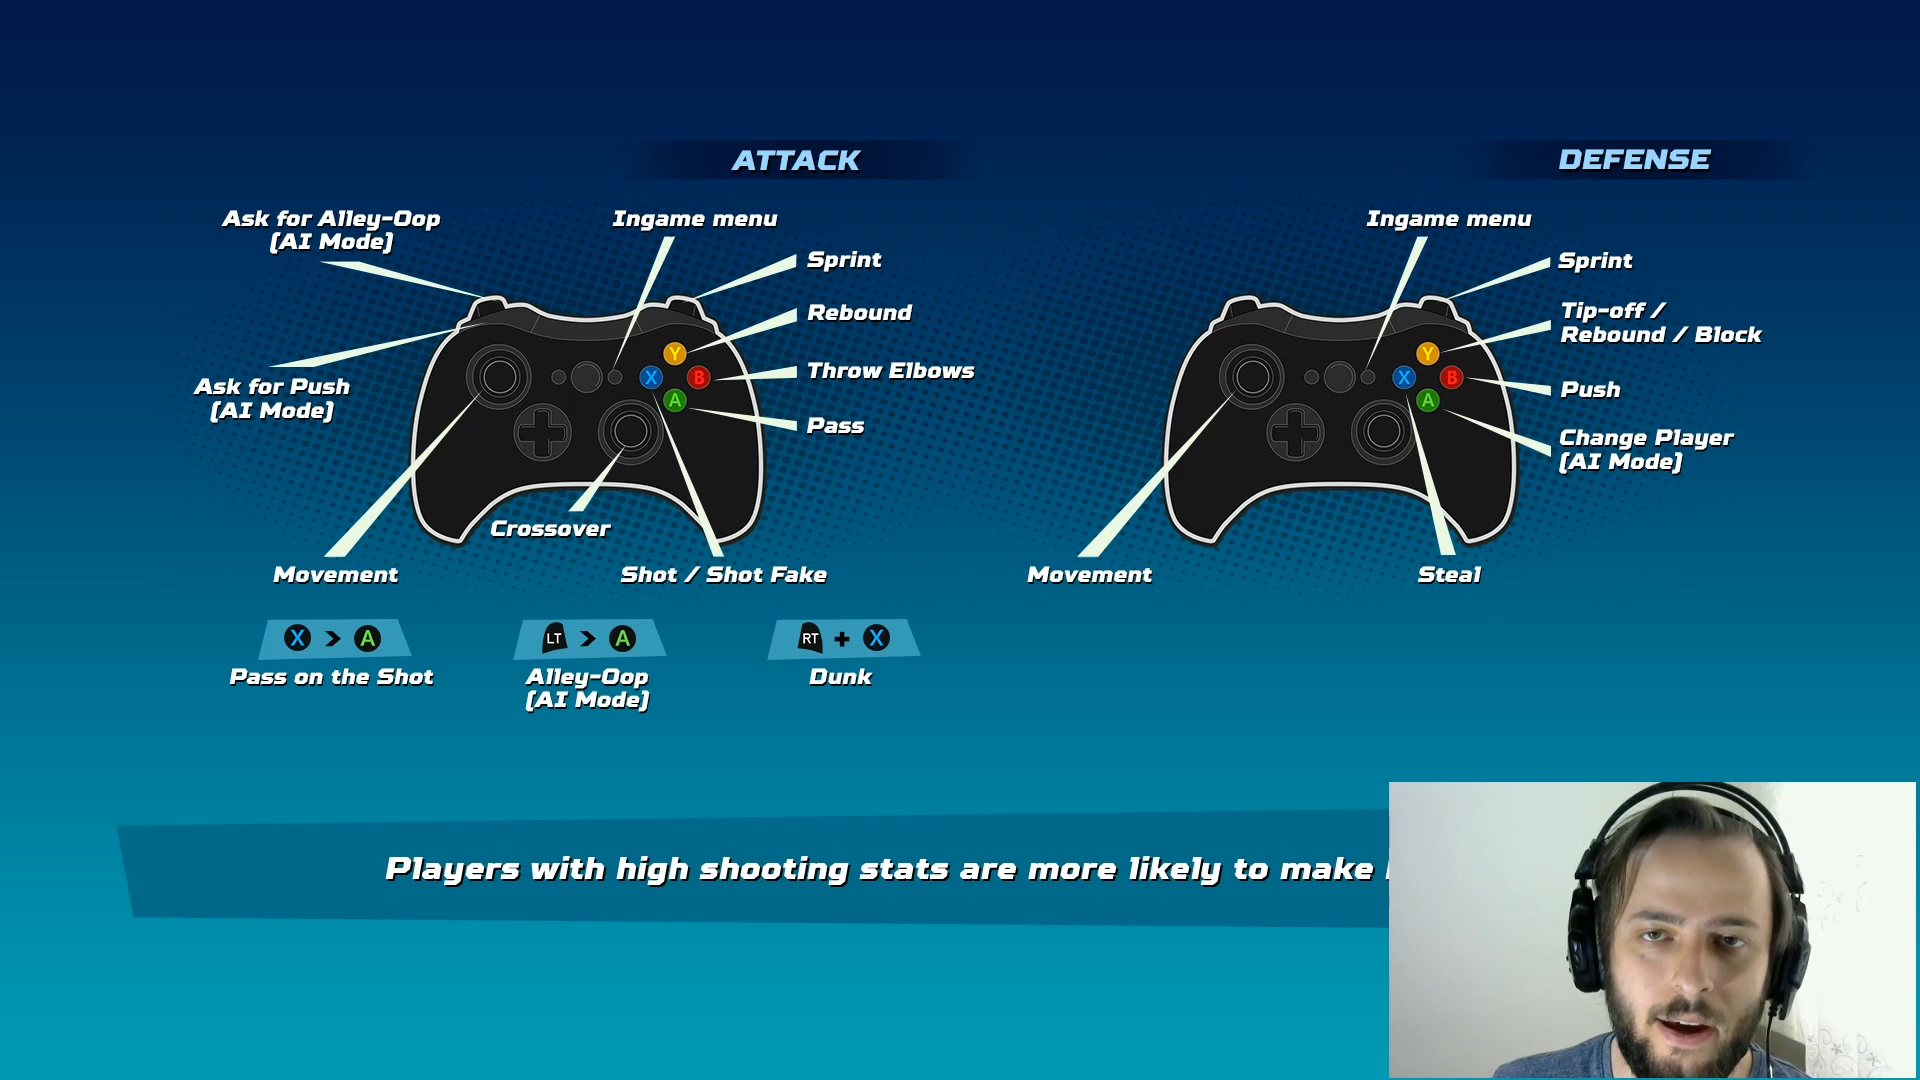 ATTACK
Ask for Alley-Oop
(AI Mode)
Ingame menu
Sprint
Rebound
Ask for Push
(AI Mode)
Throw Elbows
Pass
Y
X
B
A
Crossover
Movement
Shot / Shot Fake
X > A
Pass on the Shot
LT > A
Alley-Oop
(AI Mode)
RT + X
Dunk
DEFENSE
Ingame menu
Sprint
Tip-off /
Rebound / Block
Push
Change Player
(AI Mode)
Y
X
B
A
Movement
Steal
Players with high shooting stats are more likely to make